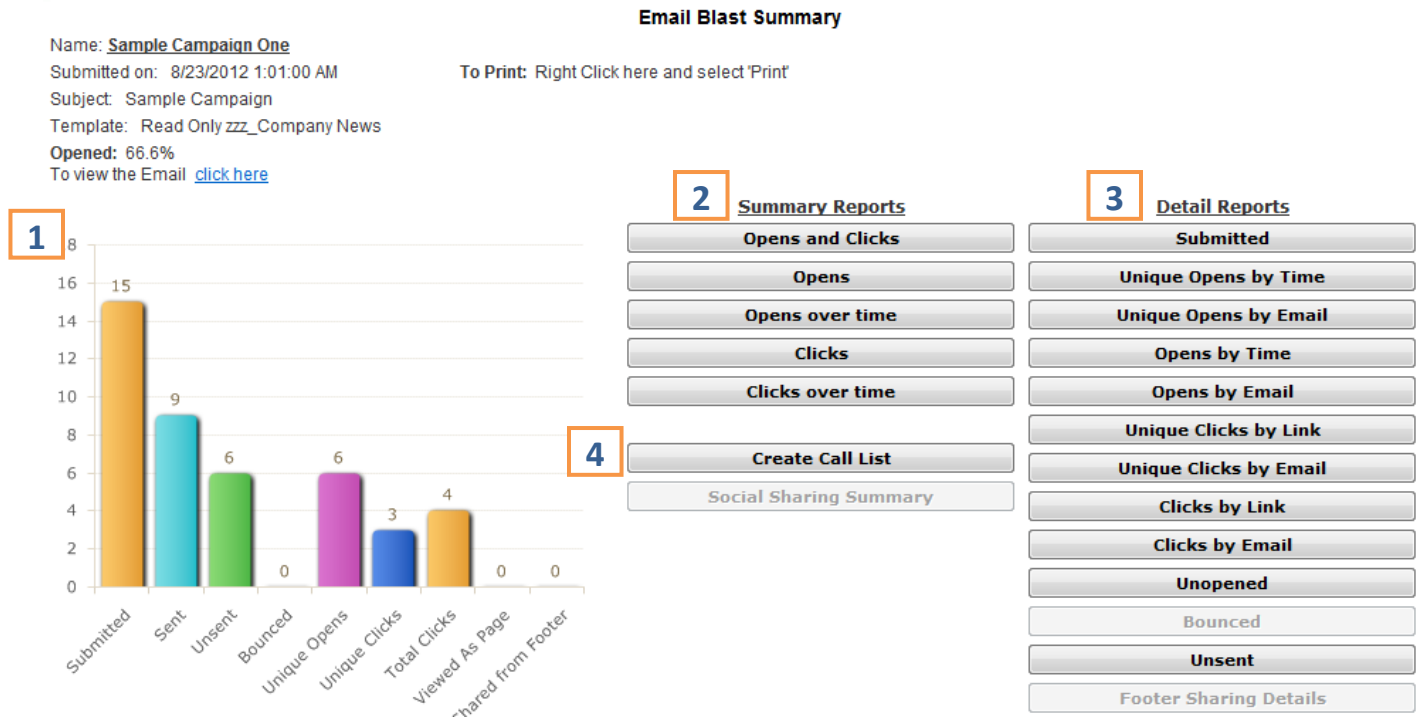 Email Blast Summary
Name: Sample Campaign One
Submitted on: 8/23/2012 1:01:00 AM
To Print: Right Click here and select 'Print'
Subject: Sample Campaign
Template: Read Only zzz_Company News
Opened: 66.6%
To view the Email click here
1
8
16
14
12
10
8
6
4
2
0
15
9
6
0
6
3
4
0
0
Submitted
Sent
Unsent
Bounced
Unique Opens
Unique Clicks
Total Clicks
Viewed As Page
Shared from Footer
2
Summary Reports
Opens and Clicks
Opens
Opens over time
Clicks
Clicks over time
4
Create Call List
Social Sharing Summary
3
Detail Reports
Submitted
Unique Opens by Time
Unique Opens by Email
Opens by Time
Opens by Email
Unique Clicks by Link
Unique Clicks by Email
Clicks by Link
Clicks by Email
Unopened
Bounced
Unsent
Footer Sharing Details